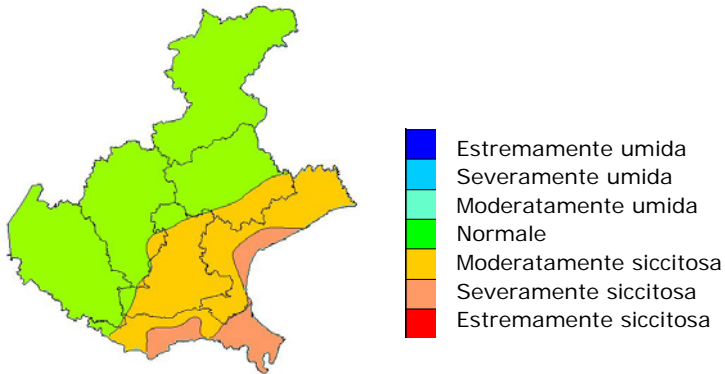 Estremamente umida
Severamente umida
Moderatamente umida
Normale
Moderatamente siccitosa
Severamente siccitosa
Estremamente siccitosa